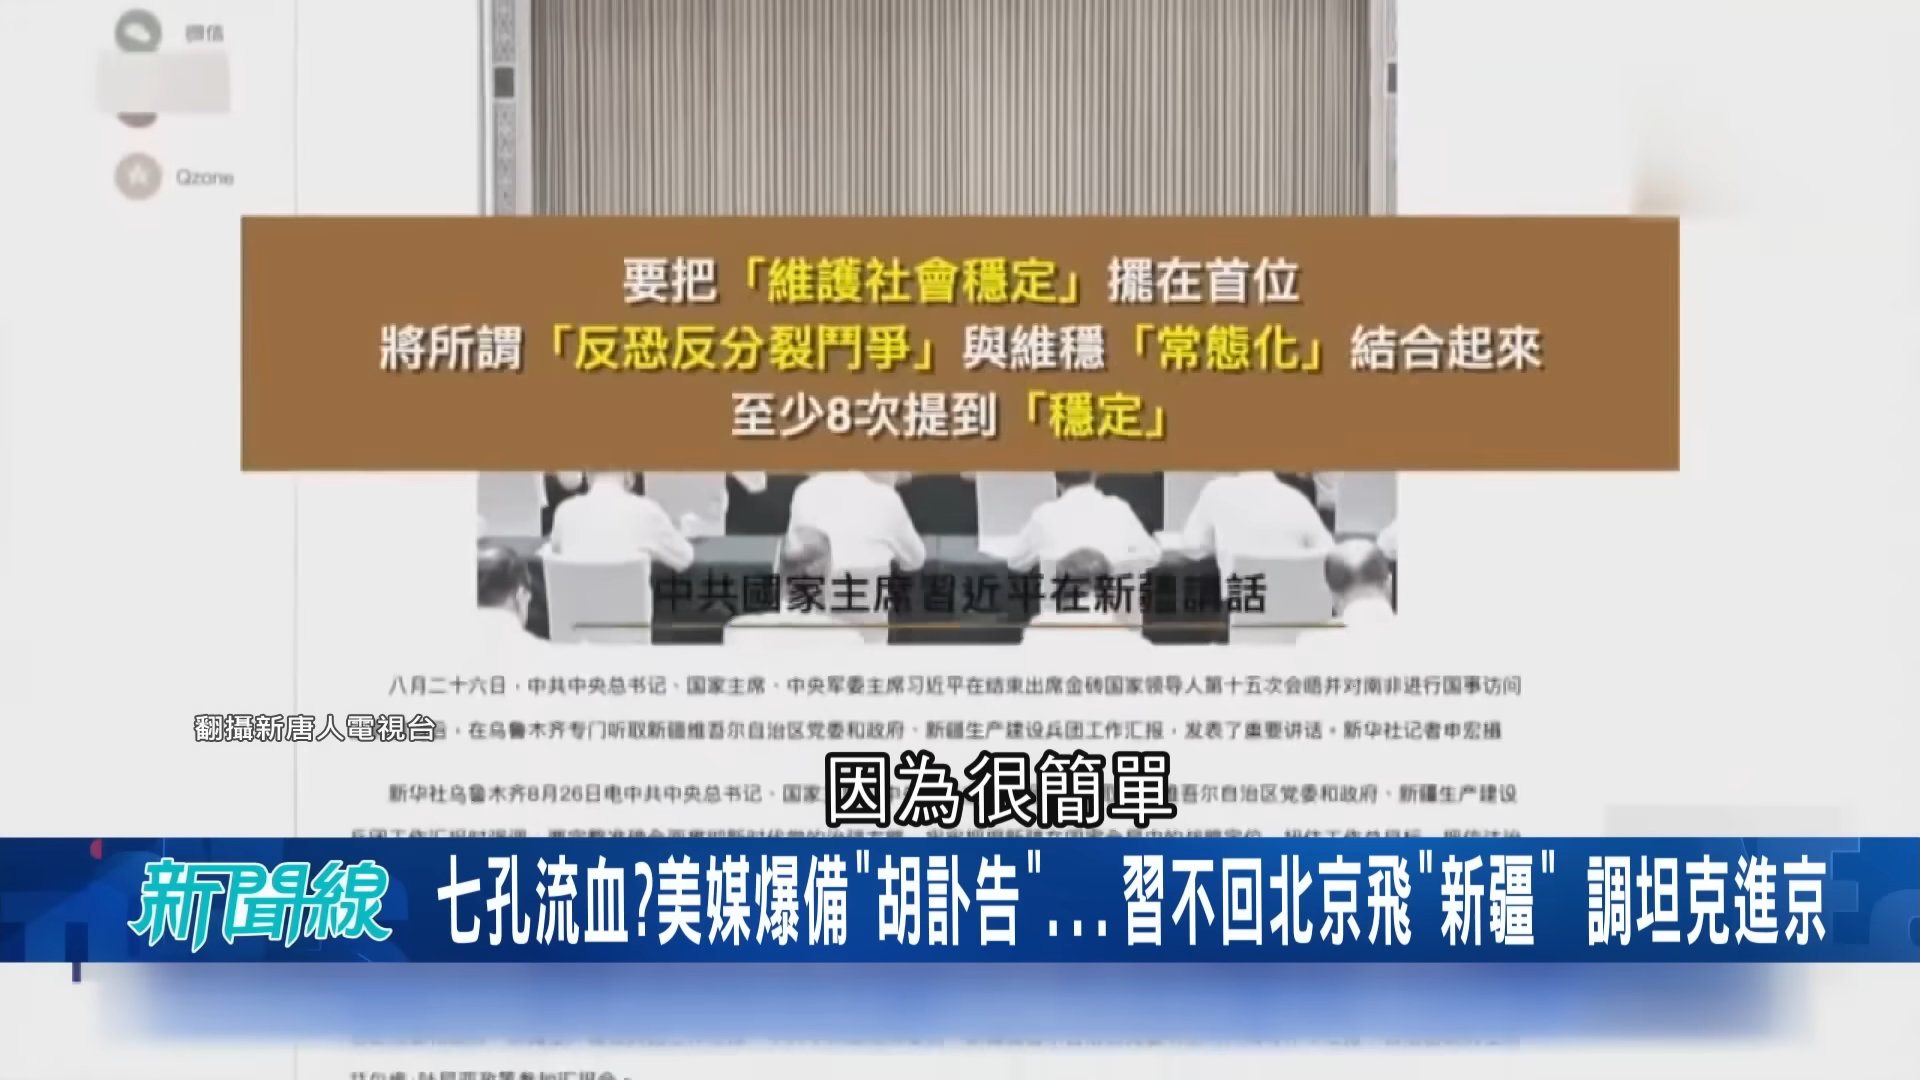 微信
Qzone
要把「維護社會穩定」擺在首位
將所謂「反恐反分裂鬥爭」與維穩「常態化」結合起來
至少8次提到「穩定」
中共國家主席習近平在新疆講話
八月二十六日，中共中央总书记、国家主席、中央军委主席习近平在结束出席金砖国家领导人第十五次会晤并对南非进行国事访问
翻攝新唐人電視台
，在乌鲁木齐专门听取新疆维吾尔自治区党委和政府、新疆生产建设兵团工作汇报，发表了重要讲话。新华社记者申宏摄
因為很簡單
新华社乌鲁木齐8月26日电中共中央总书记、国家
维吾尔自治区党委和政府、新疆生产建设
新聞線
七孔流血?美媒爆備"胡訃告"...習不回北京飛"新疆" 調坦克進京